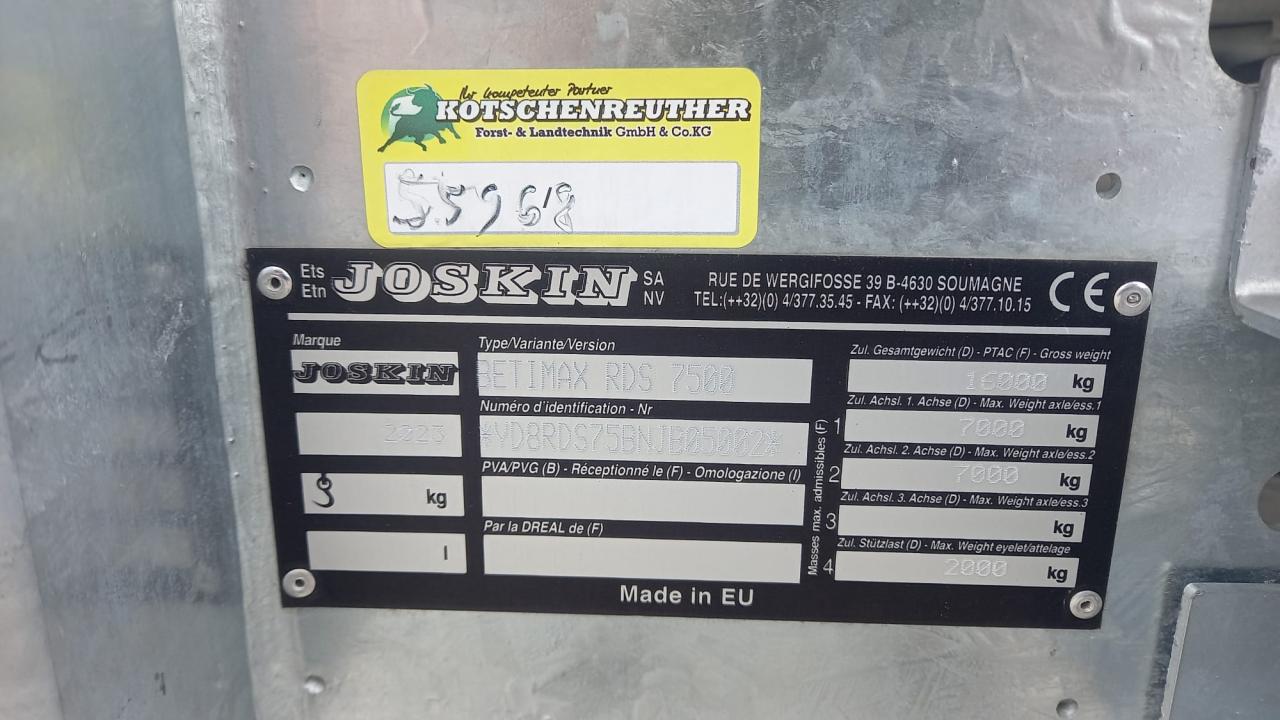 Ihr kompetenter Partner
KOTSCHENREUTHER
Forst- & Landtechnik GmbH & Co.KG
55968
Ets
Etn
JOSKIN
SA
NV
RUE DE WERGIFOSSE 39 B-4630 SOUMAGNE
TEL:(++32)(0) 4/377.35.45 - FAX: (++32)(0) 4/377.10.15
CE
Marque
JOSKIN
2023
kg
l
Type/Variante/Version
BETIMAX RDS 7500
Numéro d'identification - Nr
*YD8RDS75BNJB05002*
PVA/PVG (B) - Réceptionné le (F) - Omologazione (I)
Par la DREAL de (F)
Masses max. admissibles (F)
Zul. Gesamtgewicht (D) - PTAC (F) - Gross weight
16000 kg
Zul. Achsl. 1. Achse (D) - Max. Weight axle/ess.1
1 7000 kg
Zul. Achsl. 2. Achse (D) - Max. Weight axle/ess.2
2 7000 kg
Zul. Achsl. 3. Achse (D) - Max. Weight axle/ess.3
3 kg
Zul. Stützlast (D) - Max. Weight eyelet/attelage
4 2000 kg
Made in EU